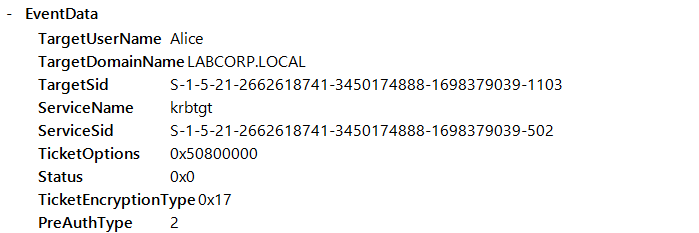 - EventData
TargetUserName Alice
TargetDomainName LABCORP.LOCAL
TargetSid S-1-5-21-2662618741-3450174888-1698379039-1103
ServiceName krbtgt
ServiceSid S-1-5-21-2662618741-3450174888-1698379039-502
TicketOptions 0x50800000
Status 0x0
TicketEncryptionType 0x17
PreAuthType 2